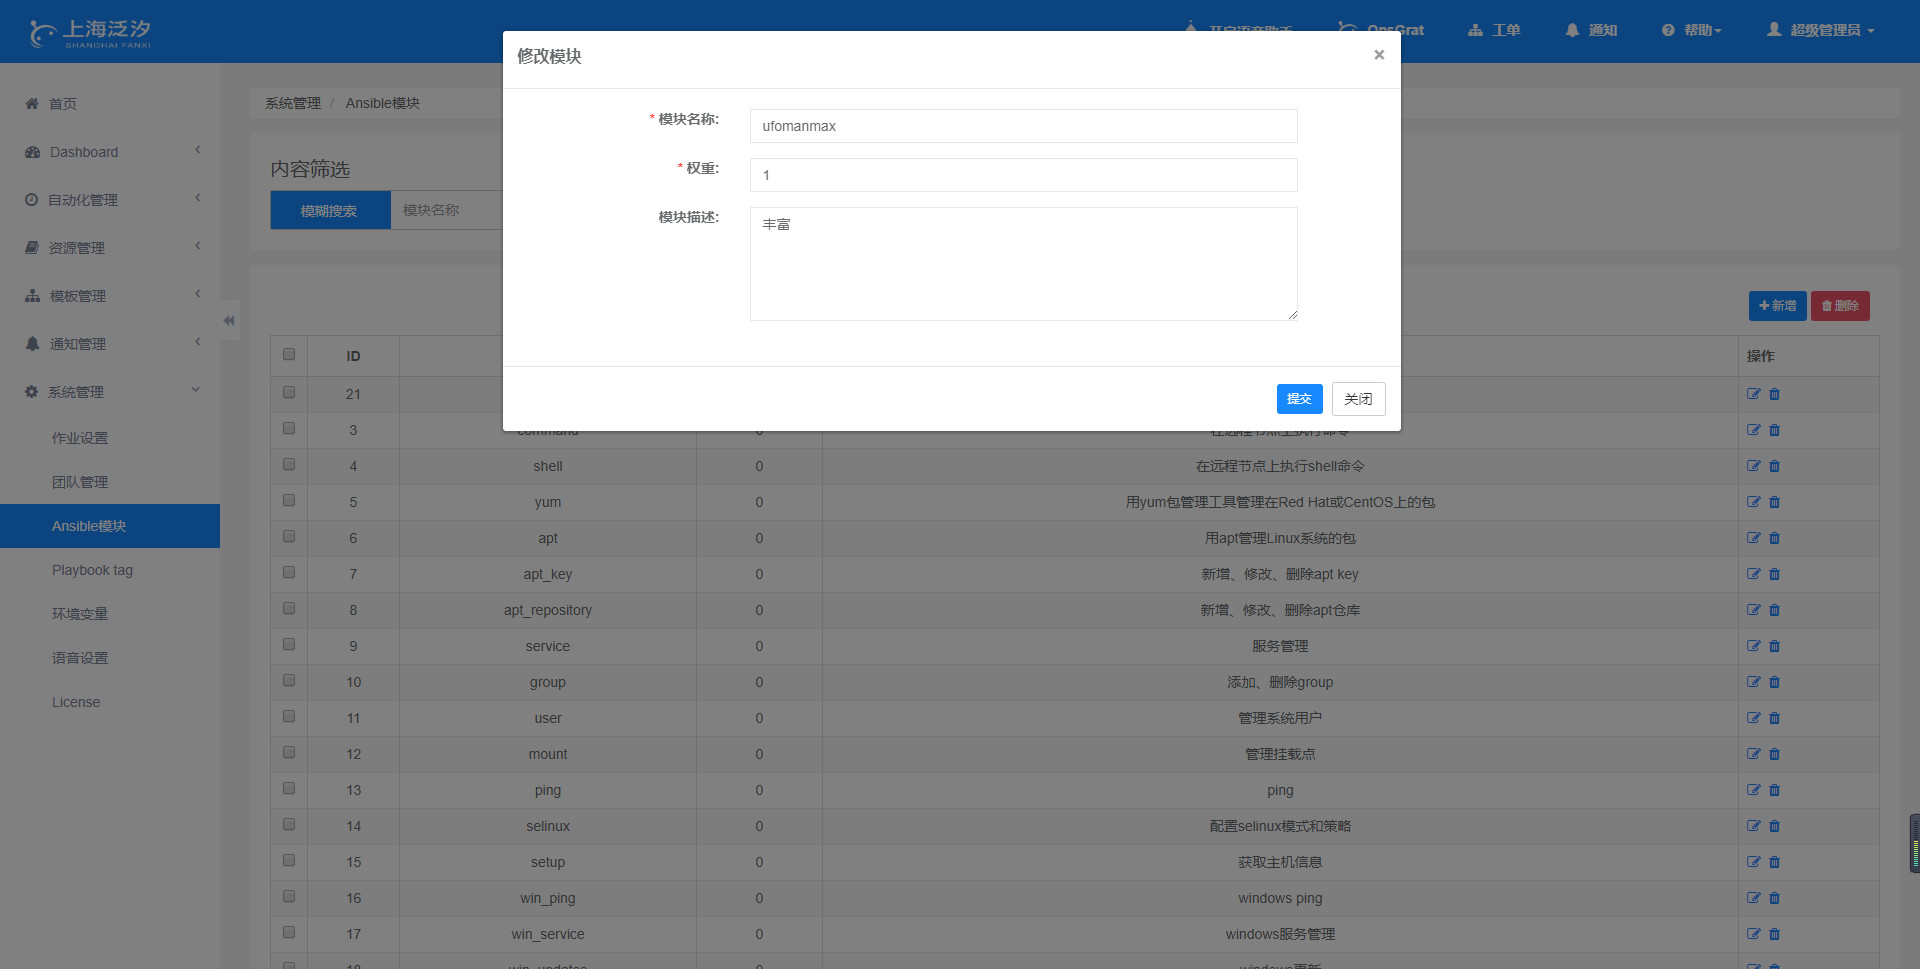 上海泛汐
SHANGHAI FANXI
OpsGrat
工单
通知
帮助
超级管理员
首页
Dashboard
自动化管理
资源管理
模板管理
通知管理
系统管理
作业设置
团队管理
Ansible模块
Playbook tag
环境变量
语音设置
License
系统管理 / Ansible模块
内容筛选
模糊搜索 模块名称
修改模块 ×
* 模块名称: ufomanmax
* 权重: 1
模块描述: 丰富
提交 关闭
新增 删除
ID 操作
21
3 command 0 在远程节点上执行命令
4 shell 0 在远程节点上执行shell命令
5 yum 0 用yum包管理工具管理在Red Hat或CentOS上的包
6 apt 0 用apt管理Linux系统的包
7 apt_key 0 新增、修改、删除apt key
8 apt_repository 0 新增、修改、删除apt仓库
9 service 0 服务管理
10 group 0 添加、删除group
11 user 0 管理系统用户
12 mount 0 管理挂载点
13 ping 0 ping
14 selinux 0 配置selinux模式和策略
15 setup 0 获取主机信息
16 win_ping 0 windows ping
17 win_service 0 windows服务管理
18 win_updates 0 windows更新